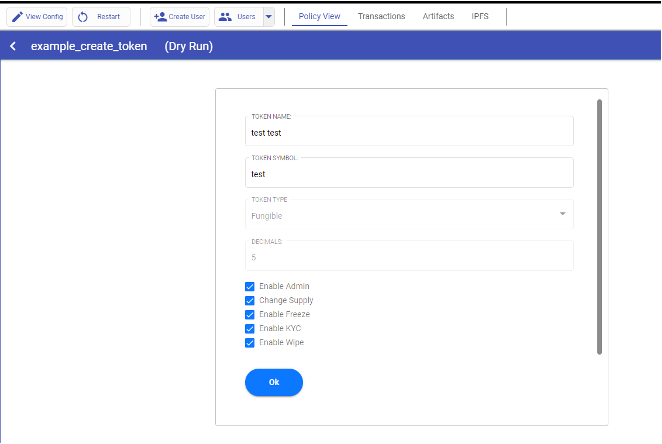 View Config Restart Create User Users Policy View Transactions Artifacts IPFS
example_create_token (Dry Run)
TOKEN NAME:
test test
TOKEN SYMBOL:
test
TOKEN TYPE
Fungible
DECIMALS:
5
Enable Admin
Change Supply
Enable Freeze
Enable KYC
Enable Wipe
Ok